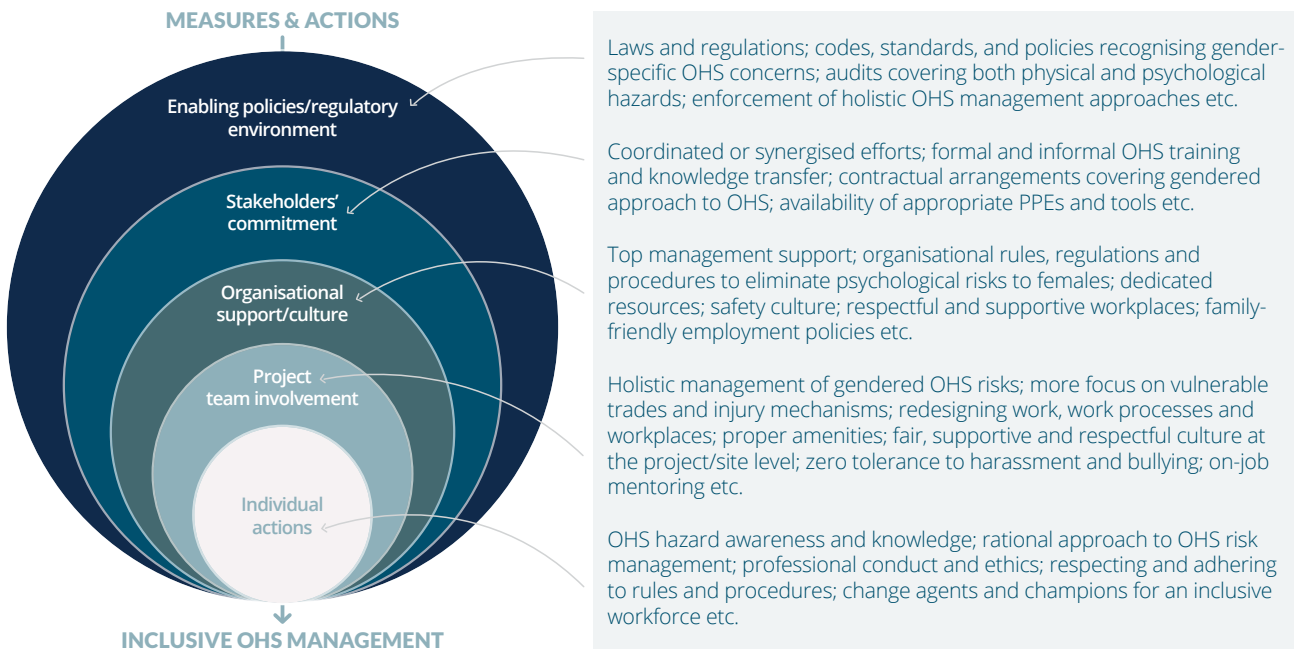 MEASURES & ACTIONS
Enabling policies/regulatory
environment
Stakeholders’
commitment
Organisational
support/culture
Project
team involvement
Individual
actions
INCLUSIVE OHS MANAGEMENT
Laws and regulations; codes, standards, and policies recognising gender-
specific OHS concerns; audits covering both physical and psychological
hazards; enforcement of holistic OHS management approaches etc.
Coordinated or synergised efforts; formal and informal OHS training
and knowledge transfer; contractual arrangements covering gendered
approach to OHS; availability of appropriate PPEs and tools etc.
Top management support; organisational rules, regulations and
procedures to eliminate psychological risks to females; dedicated
resources; safety culture; respectful and supportive workplaces; family-
friendly employment policies etc.
Holistic management of gendered OHS risks; more focus on vulnerable
trades and injury mechanisms; redesigning work, work processes and
workplaces; proper amenities; fair, supportive and respectful culture at
the project/site level; zero tolerance to harassment and bullying; on-job
mentoring etc.
OHS hazard awareness and knowledge; rational approach to OHS risk
management; professional conduct and ethics; respecting and adhering
to rules and procedures; change agents and champions for an inclusive
workforce etc.